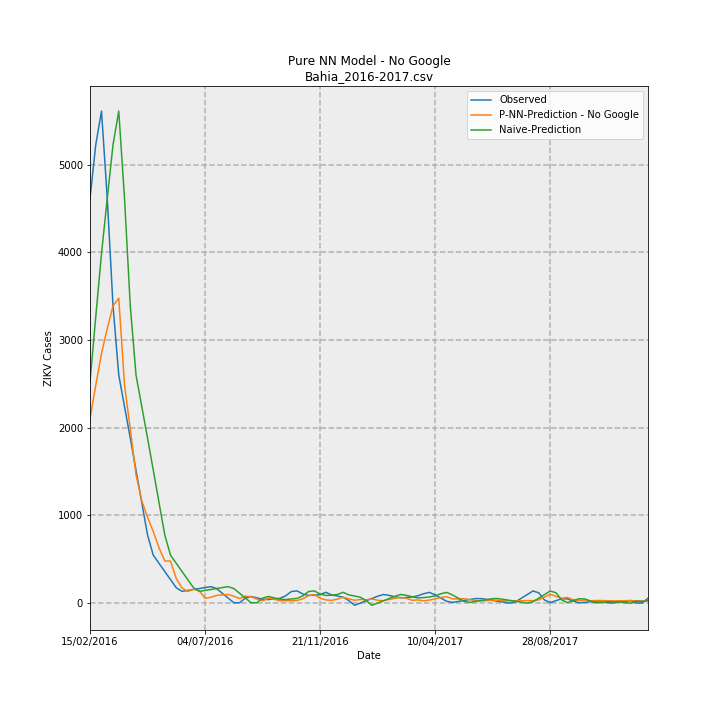 Pure NN Model - No Google
Bahia_2016-2017.csv
Observed
P-NN-Prediction - No Google
Naive-Prediction
ZIKV Cases
5000
4000
3000
2000
1000
0
15/02/2016
04/07/2016
21/11/2016
10/04/2017
28/08/2017
Date